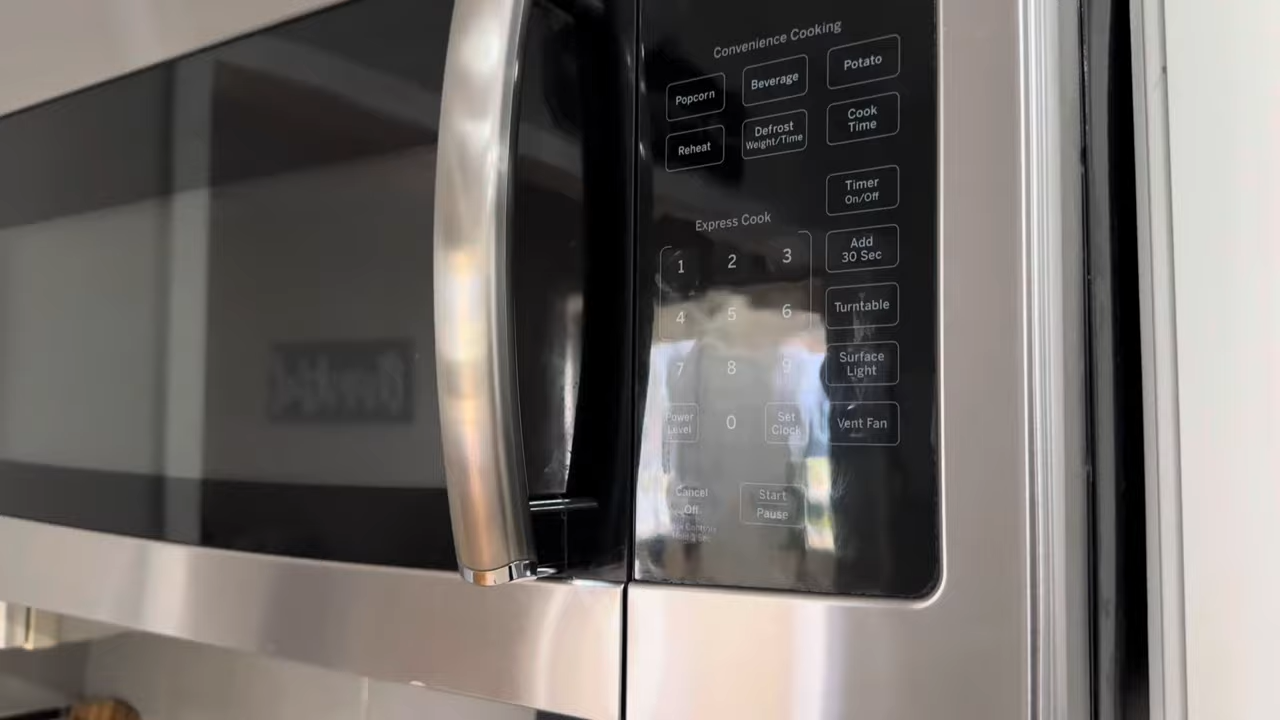 Convenience Cooking
Popcorn
Beverage
Potato
Reheat
Defrost
Weight/Time
Cook
Time
Timer
On/Off
Express Cook
Add
30 Sec
1 2 3
Turntable
4 5 6
Surface
Light
7 8 9
Power
Level
0
Set
Clock
Vent Fan
Cancel
Off
Start
Pause